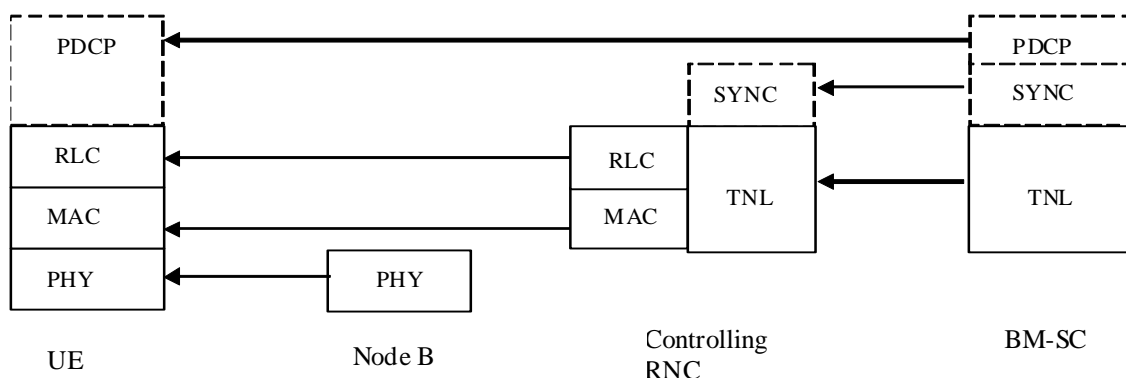 PDCP
PDCP
SYNC
SYNC
RLC
RLC
TNL
TNL
MAC
MAC
PHY
PHY
UE
Node B
Controlling
RNC
BM-SC